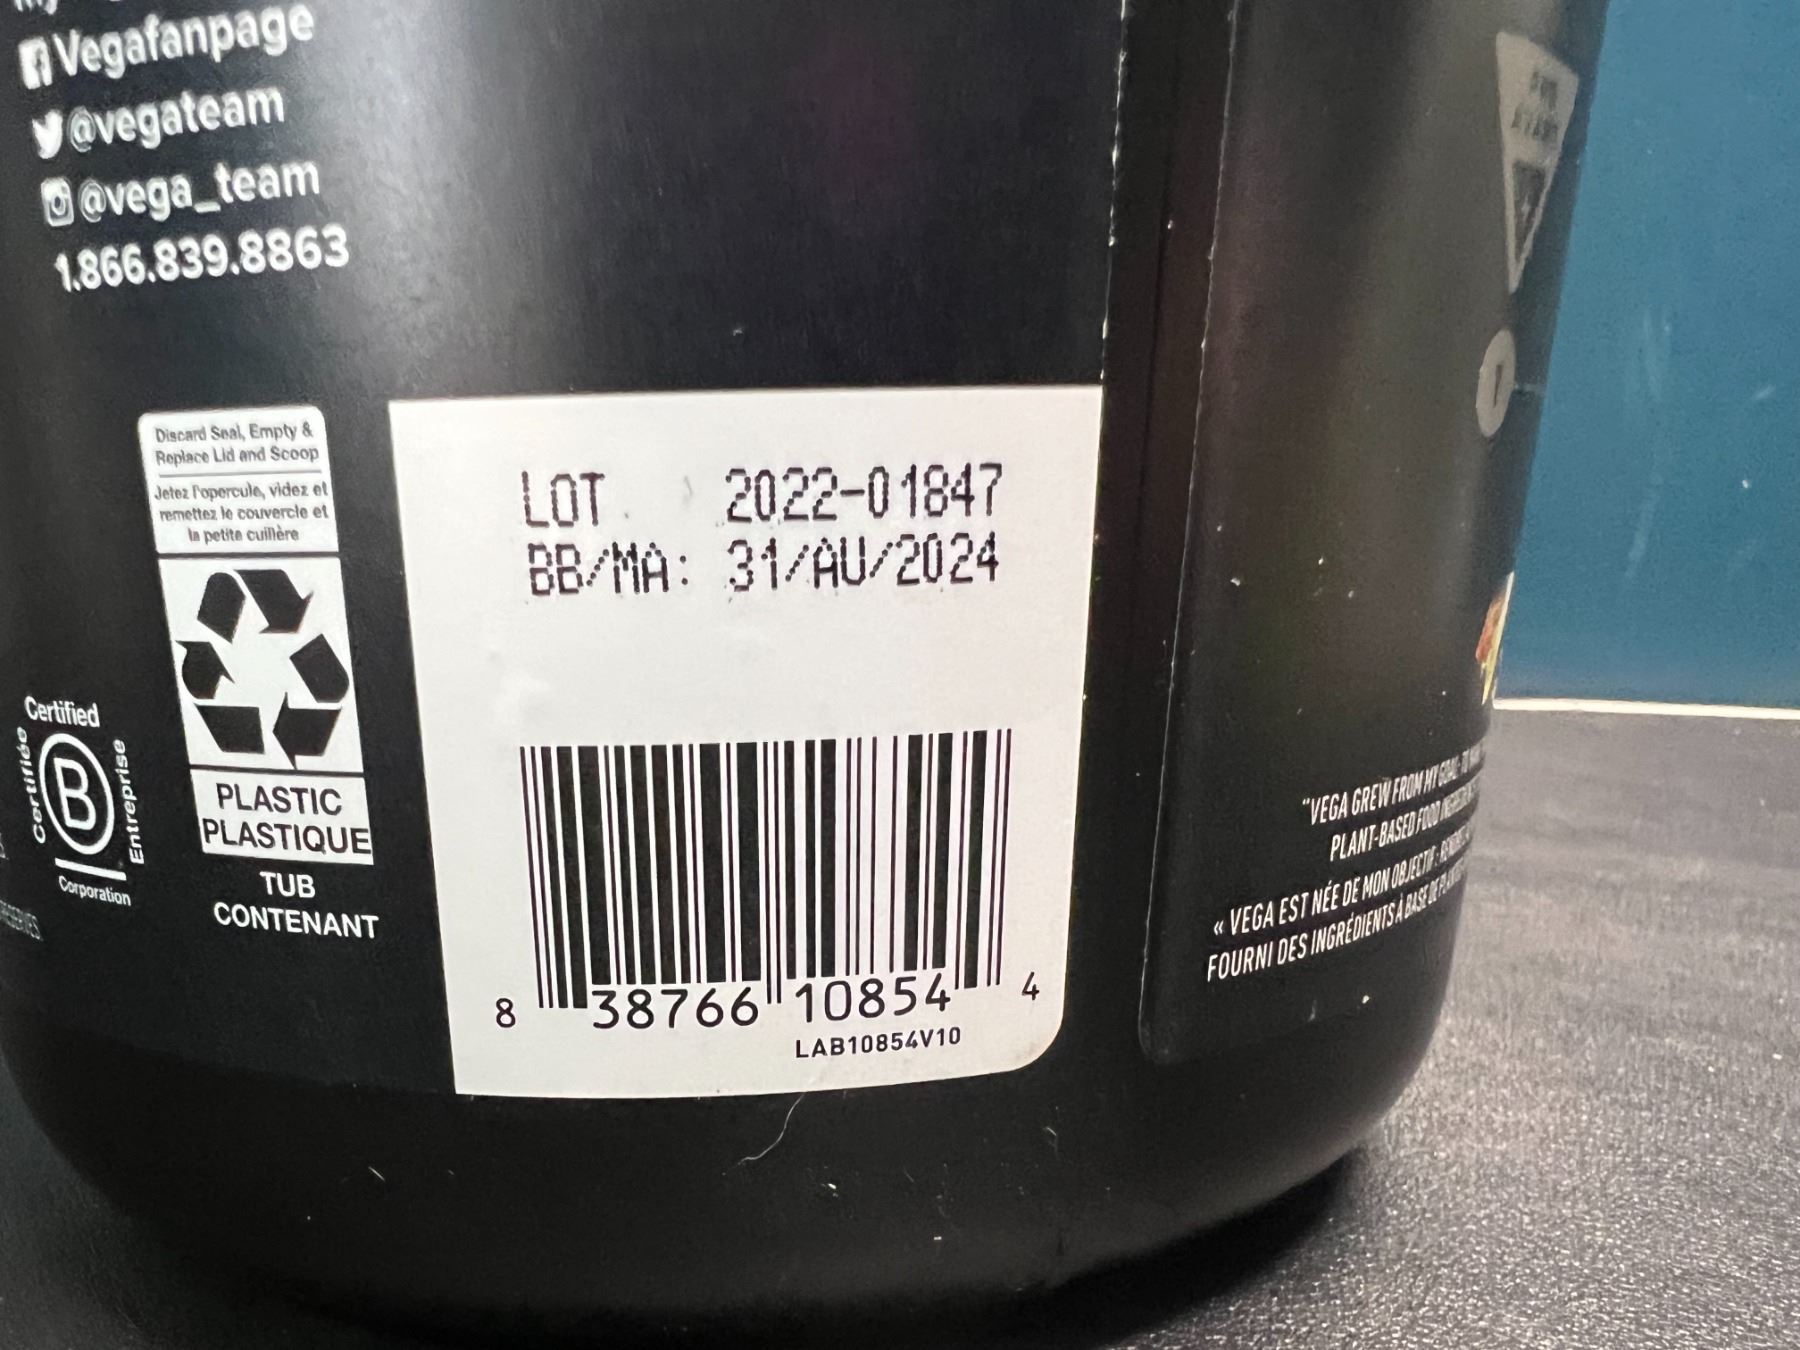 Vegafanpage
@vegateam
@vega_team
1.866.839.8863
Discard Seal, Empty &
Replace Lid and Scoop
Jetez l'opercule, videz et
remettez le couvercle et
la petite cuillère
PLASTIC
PLASTIQUE
TUB
CONTENANT
Certified
Certifiée
B
Entreprise
Corporation
LOT 2022-01847
BB/MA: 31/AU/2024
8 38766 10854 4
LAB10854V10
"VEGA GREW FROM MY GOAL: TO
PLANT-BASED FOOD
« VEGA EST NÉE DE MON OBJECTIF :
FOURNI DES INGRÉDIENTS À BASE DE